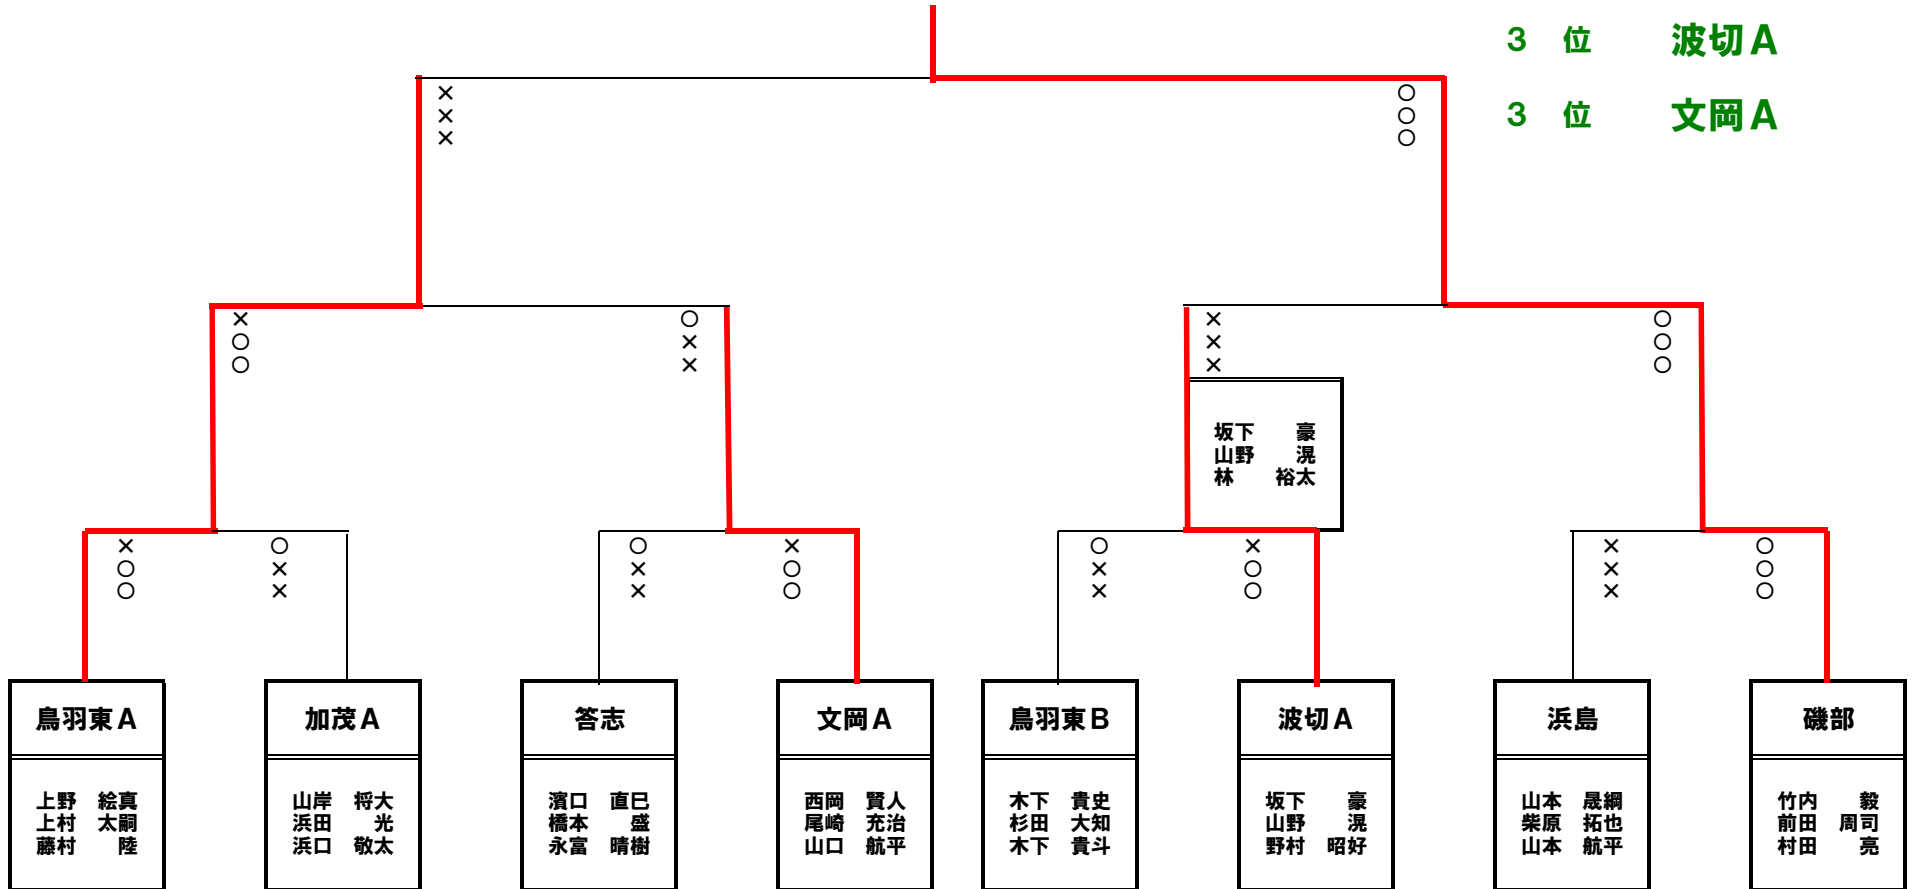 ３　位　　波切Ａ
×　○
×　○
×　○
３　位　　文岡Ａ
×　○　×　○
○　×　×　○
○　×　×　○
坂下　　豪
山野　　滉
林　　裕太
×　○　○　×　○　×　×　○
○　×　×　○　×　○　×　○
○　×　×　○　×　○　×　○
鳥羽東Ａ　加茂Ａ　答志　文岡Ａ　鳥羽東Ｂ　波切Ａ　浜島　磯部
上野　絵真　山岸　将大　濱口　直巳　西岡　賢人　木下　貴史　坂下　　豪　山本　晟綱　竹内　　毅
上村　太嗣　浜田　　光　橋本　　盛　尾崎　充治　杉田　大知　山野　　滉　柴原　拓也　前田　周司
藤村　　陸　浜口　敬太　永富　晴樹　山口　航平　木下　貴斗　野村　昭好　山本　航平　村田　　亮